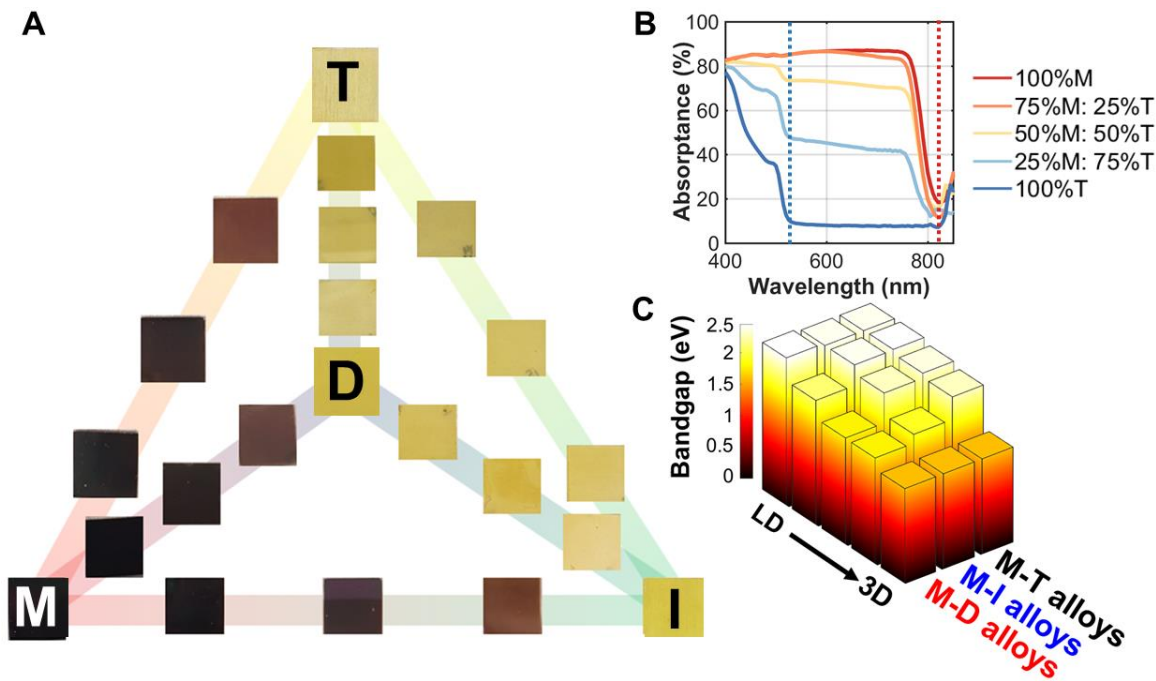 A
T
D
M
I
B
Absorptance (%)
100
80
60
40
20
0
400
600
800
Wavelength (nm)
100%M
75%M: 25%T
50%M: 50%T
25%M: 75%T
100%T
C
Bandgap (eV)
2.5
2
1.5
1
0.5
0
LD
3D
M-T alloys
M-I alloys
M-D alloys